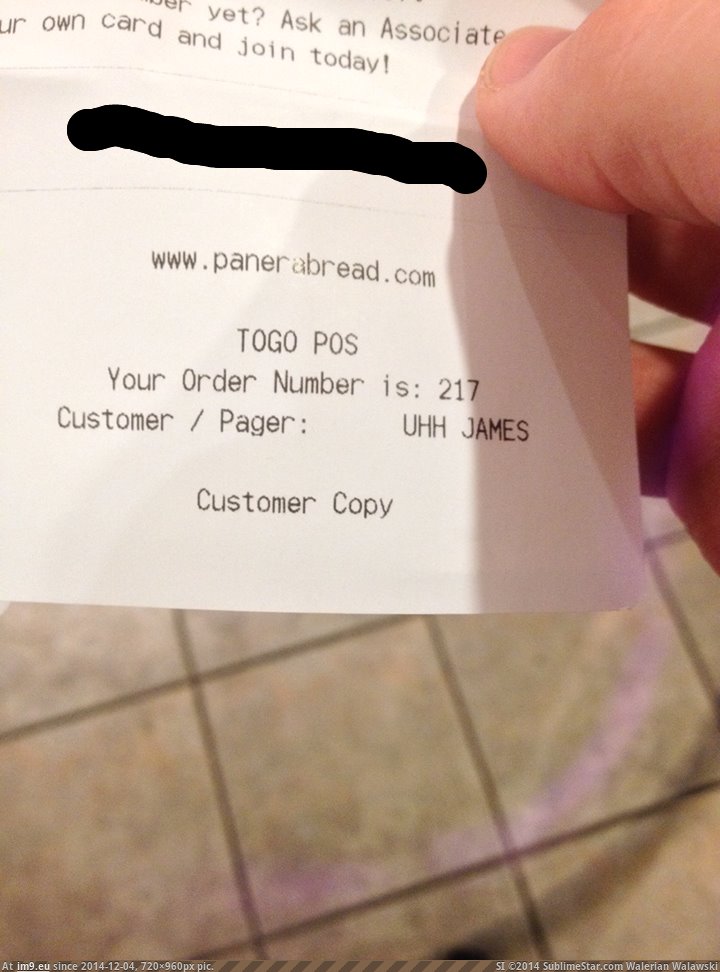 yet? Ask an Associate
own card and join today!
www.panerabread.com
TOGO POS
Your Order Number is: 217
Customer / Pager: UHH JAMES
Customer Copy
At im9.eu since 2014-12-04, 720×960px pic.
SI ©2014 SublimeStar.com Walerian Walawski